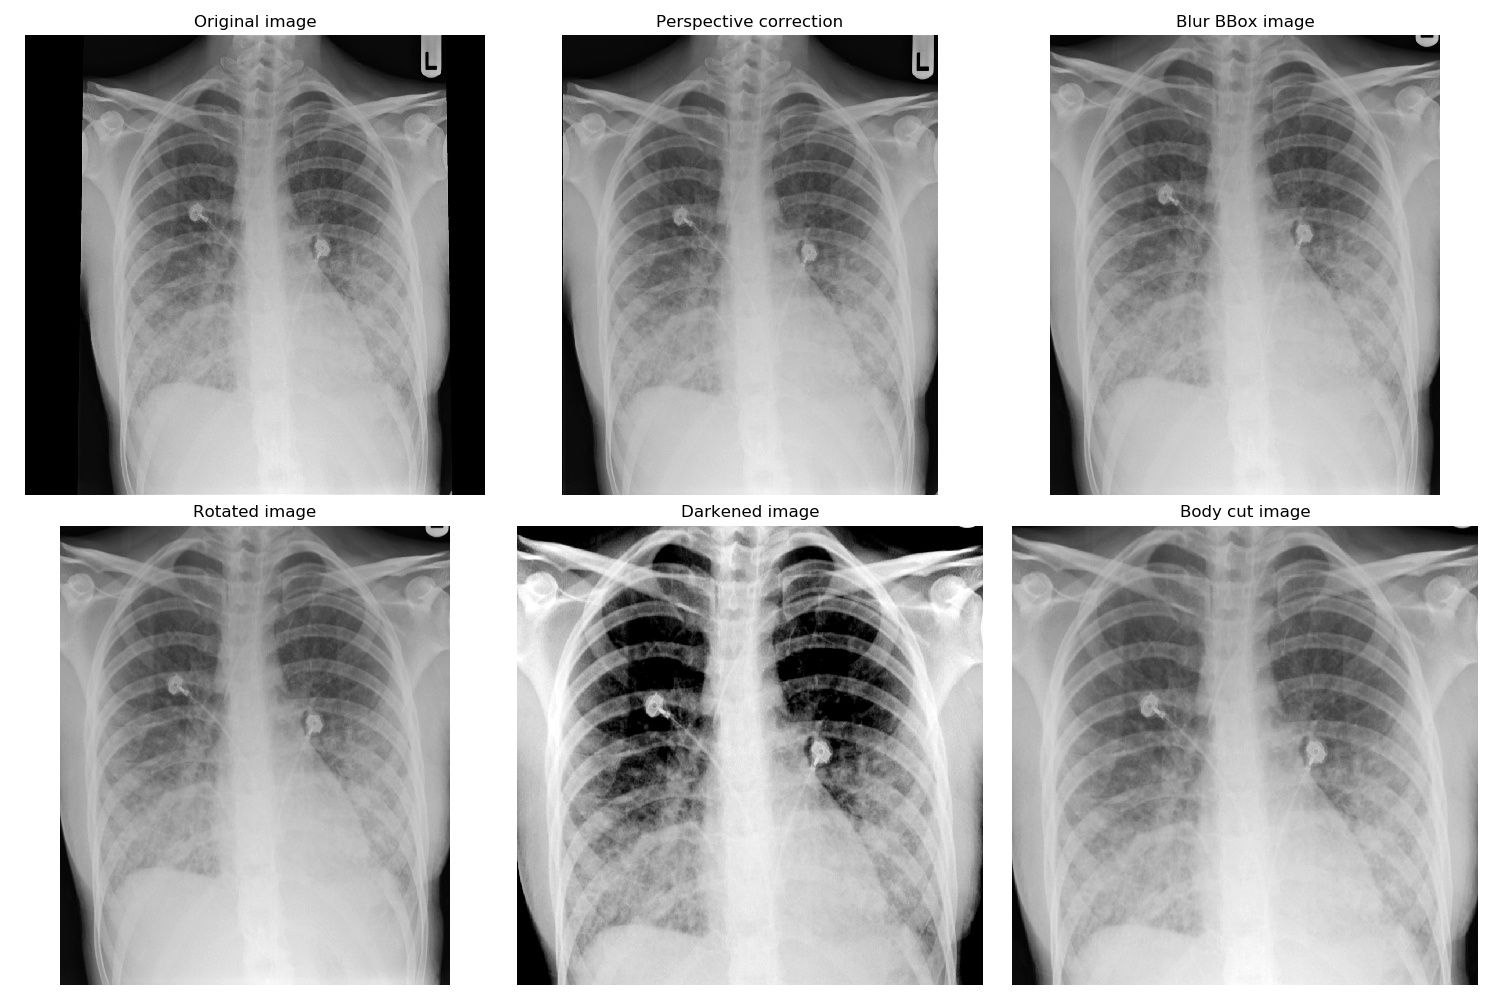 Original image
Perspective correction
Blur BBox image
L
L
Rotated image
Darkened image
Body cut image